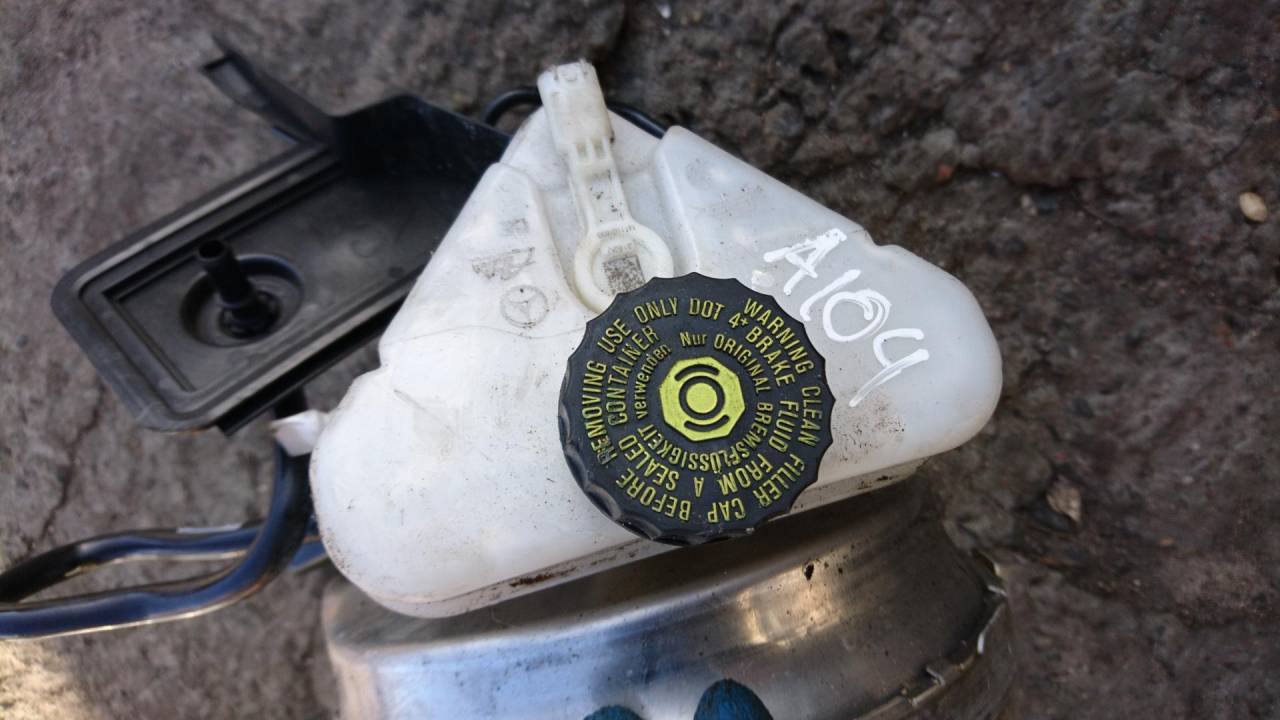 A104
WARNING CLEAN FILLER CAP BEFORE REMOVING USE ONLY DOT 4+ BRAKE FLUID FROM A SEALED CONTAINER
Nur ORIGINAL BREMSFLÜSSIGKEIT verwenden